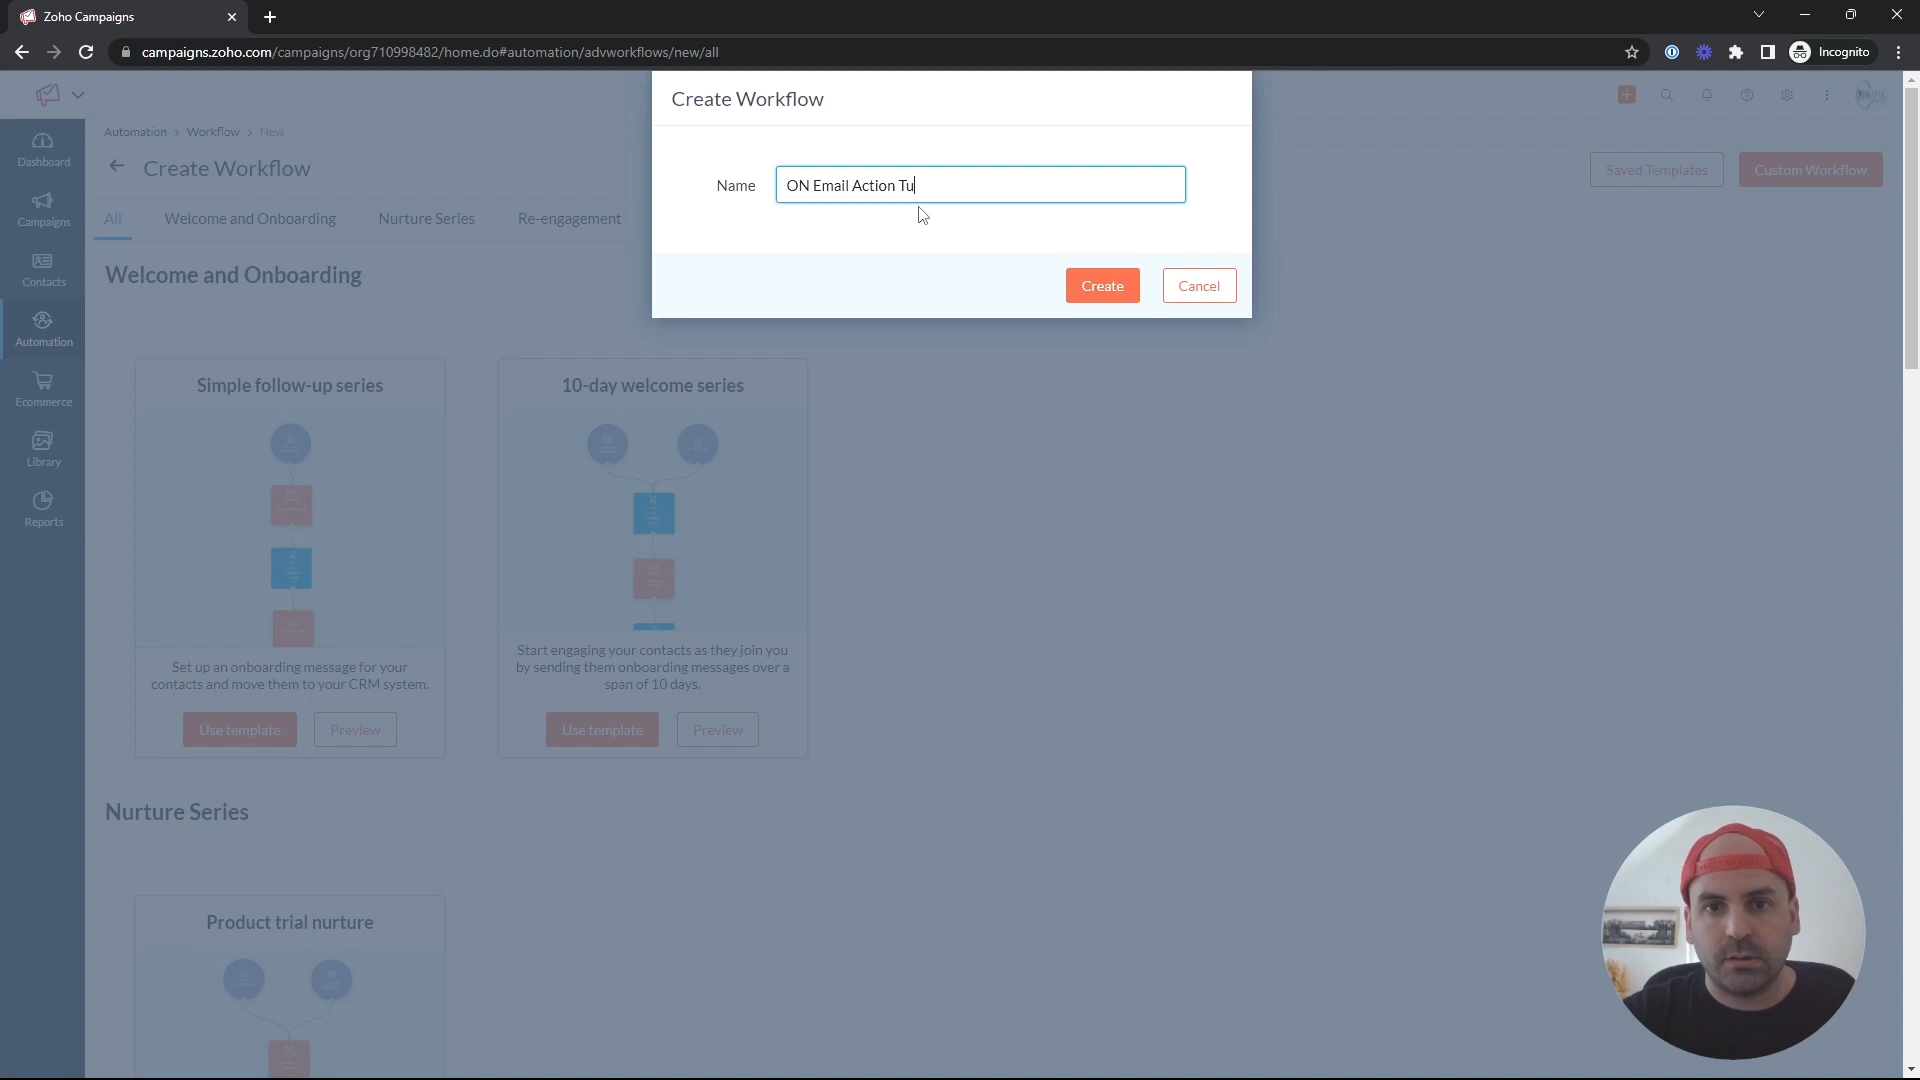 Zoho Campaigns
campaigns.zoho.com/campaigns/org710998482/home.do#automation/advworkflows/new/all
Incognito
Create Workflow
Name
ON Email Action Tu
Create
Cancel
Automation > Workflow > New
Create Workflow
Saved Templates
Custom Workflow
All
Welcome and Onboarding
Nurture Series
Re-engagement
Dashboard
Campaigns
Contacts
Automation
Ecommerce
Library
Reports
Welcome and Onboarding
Simple follow-up series
Set up an onboarding message for your
contacts and move them to your CRM system.
Use template
Preview
10-day welcome series
Start engaging your contacts as they join you
by sending them onboarding messages over a
span of 10 days.
Use template
Preview
Nurture Series
Product trial nurture